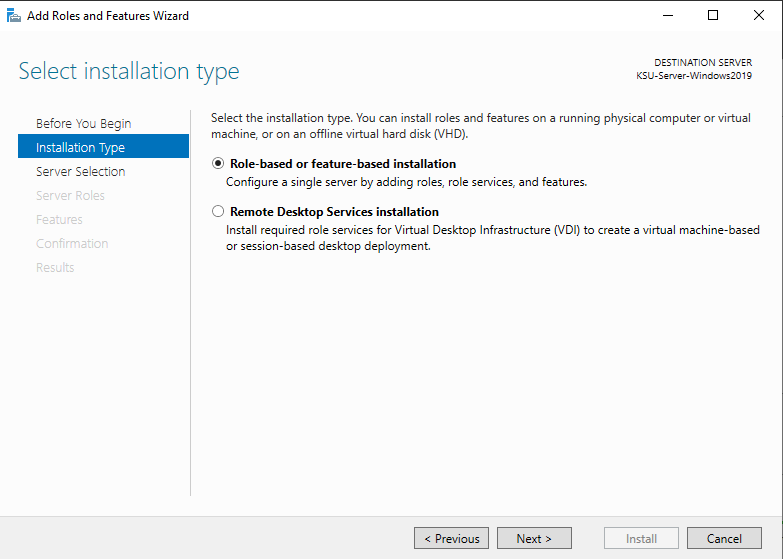 Add Roles and Features Wizard
Select installation type
DESTINATION SERVER
KSU-Server-Windows2019
Before You Begin
Installation Type
Server Selection
Server Roles
Features
Confirmation
Results
Select the installation type. You can install roles and features on a running physical computer or virtual
machine, or on an offline virtual hard disk (VHD).
Role-based or feature-based installation
Configure a single server by adding roles, role services, and features.
Remote Desktop Services installation
Install required role services for Virtual Desktop Infrastructure (VDI) to create a virtual machine-based
or session-based desktop deployment.
< Previous
Next >
Install
Cancel